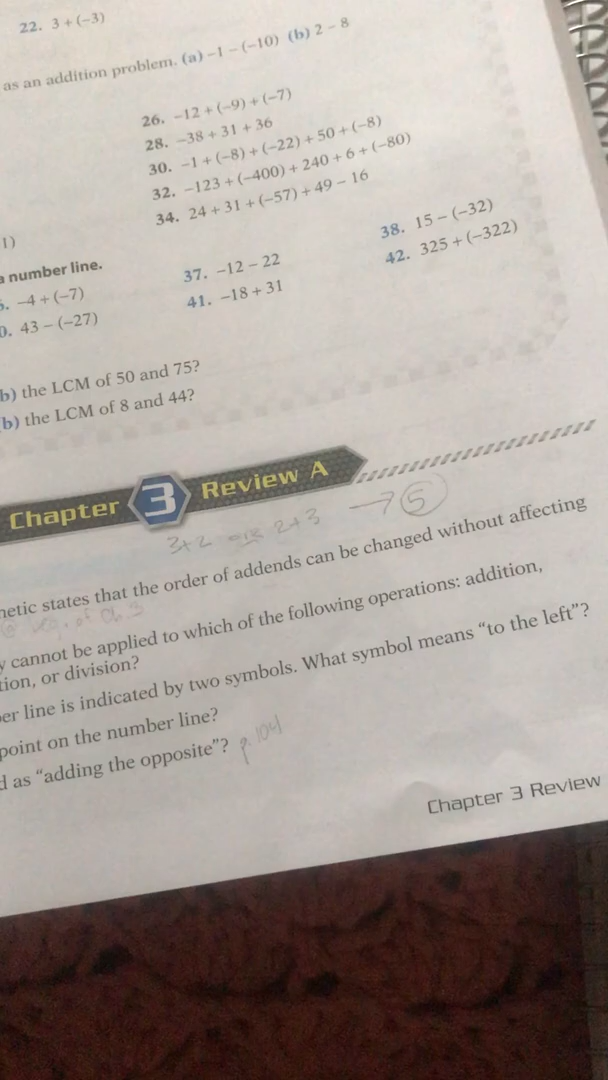 22. 3 + (−3)
as an addition problem. (a) −1 − (−10) (b) 2 − 8
26. −12 + (−9) + (−7)
28. −38 + 31 + 36
30. −1 + (−8) + (−22) + 50 + (−8)
32. −123 + (−400) + 240 + 6 + (−80)
34. 24 + 31 + (−57) + 49 − 16
1)
a number line.
−4 + (−7)
37. −12 − 22
38. 15 − (−32)
43 − (−27)
41. −18 + 31
42. 325 + (−322)
b) the LCM of 50 and 75?
(b) the LCM of 8 and 44?
Chapter 3 Review A
3+2 2+3 → 5
netic states that the order of addends can be changed without affecting
y cannot be applied to which of the following operations: addition,
tion, or division?
er line is indicated by two symbols. What symbol means “to the left”?
point on the number line?
d as “adding the opposite”? p. 104
Chapter 3 Review